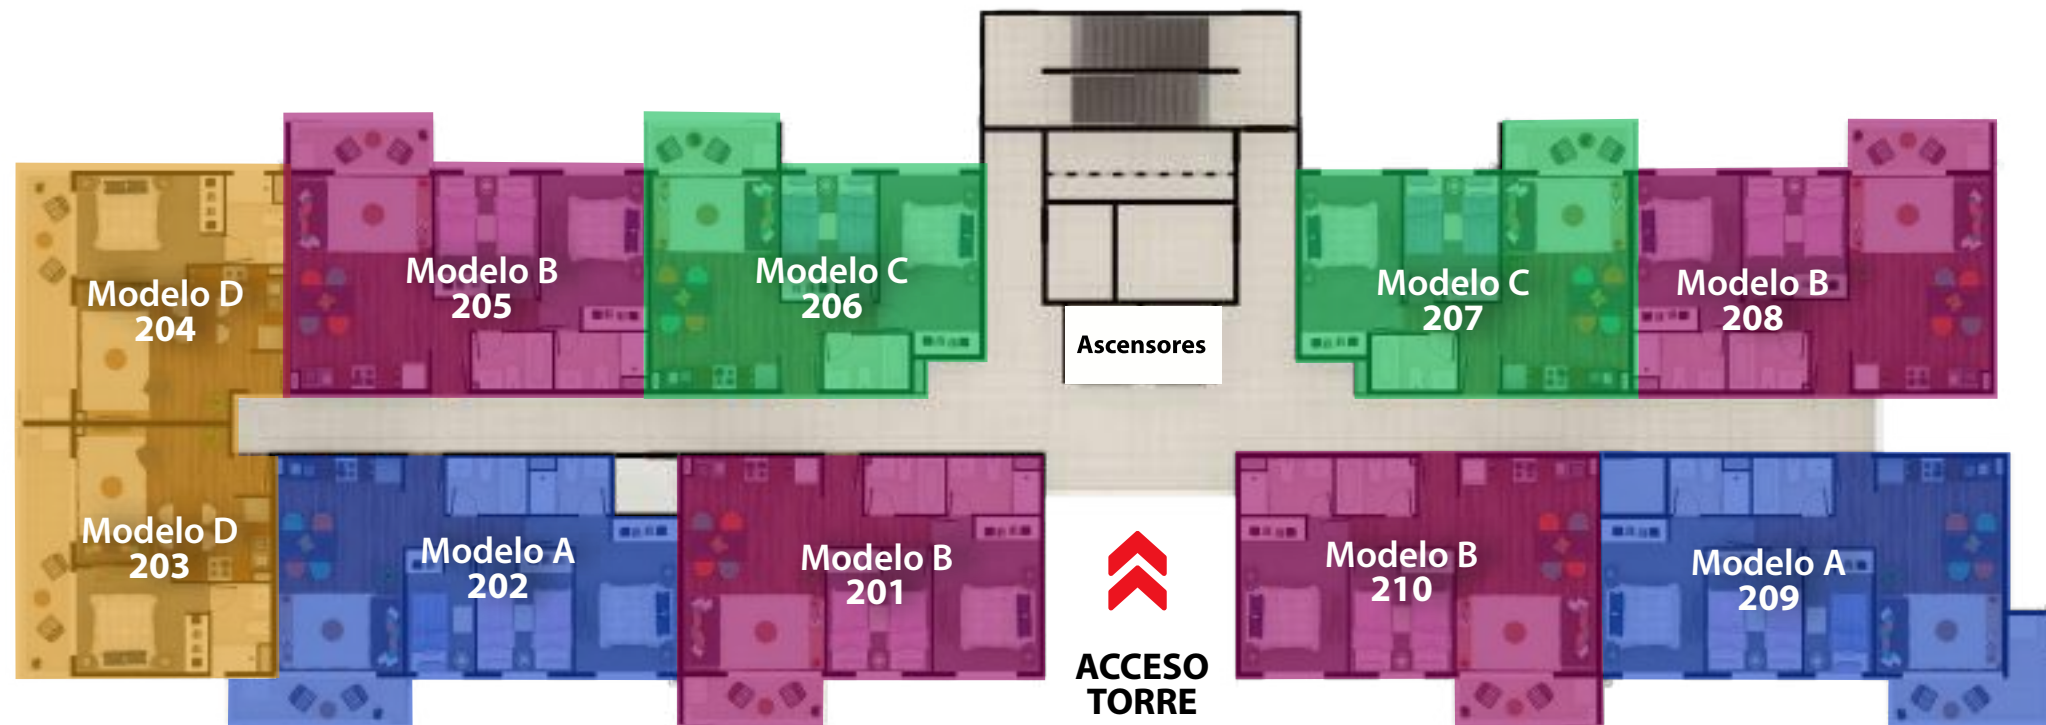 Modelo D
204
Modelo B
205
Modelo C
206
Ascensores
Modelo C
207
Modelo B
208
Modelo D
203
Modelo A
202
Modelo B
201
ACCESO
TORRE
Modelo B
210
Modelo A
209